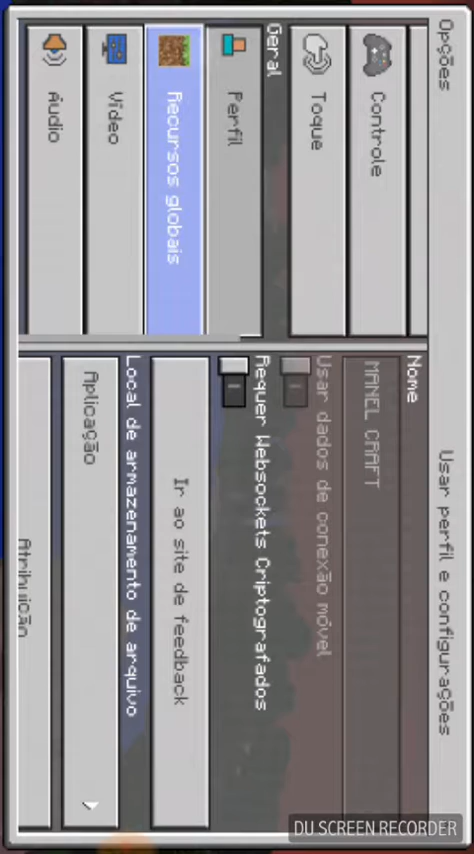 Opções
Usar perfil e configurações
Controle
Toque
Geral
Perfil
Recursos globais
Vídeo
Áudio
Nome
MANEL CRAFT
Usar dados de conexão móvel
Requer Websockets Criptografados
Ir ao site de feedback
Local de armazenamento de arquivo
Aplicação
Atribuição
DU SCREEN RECORDER